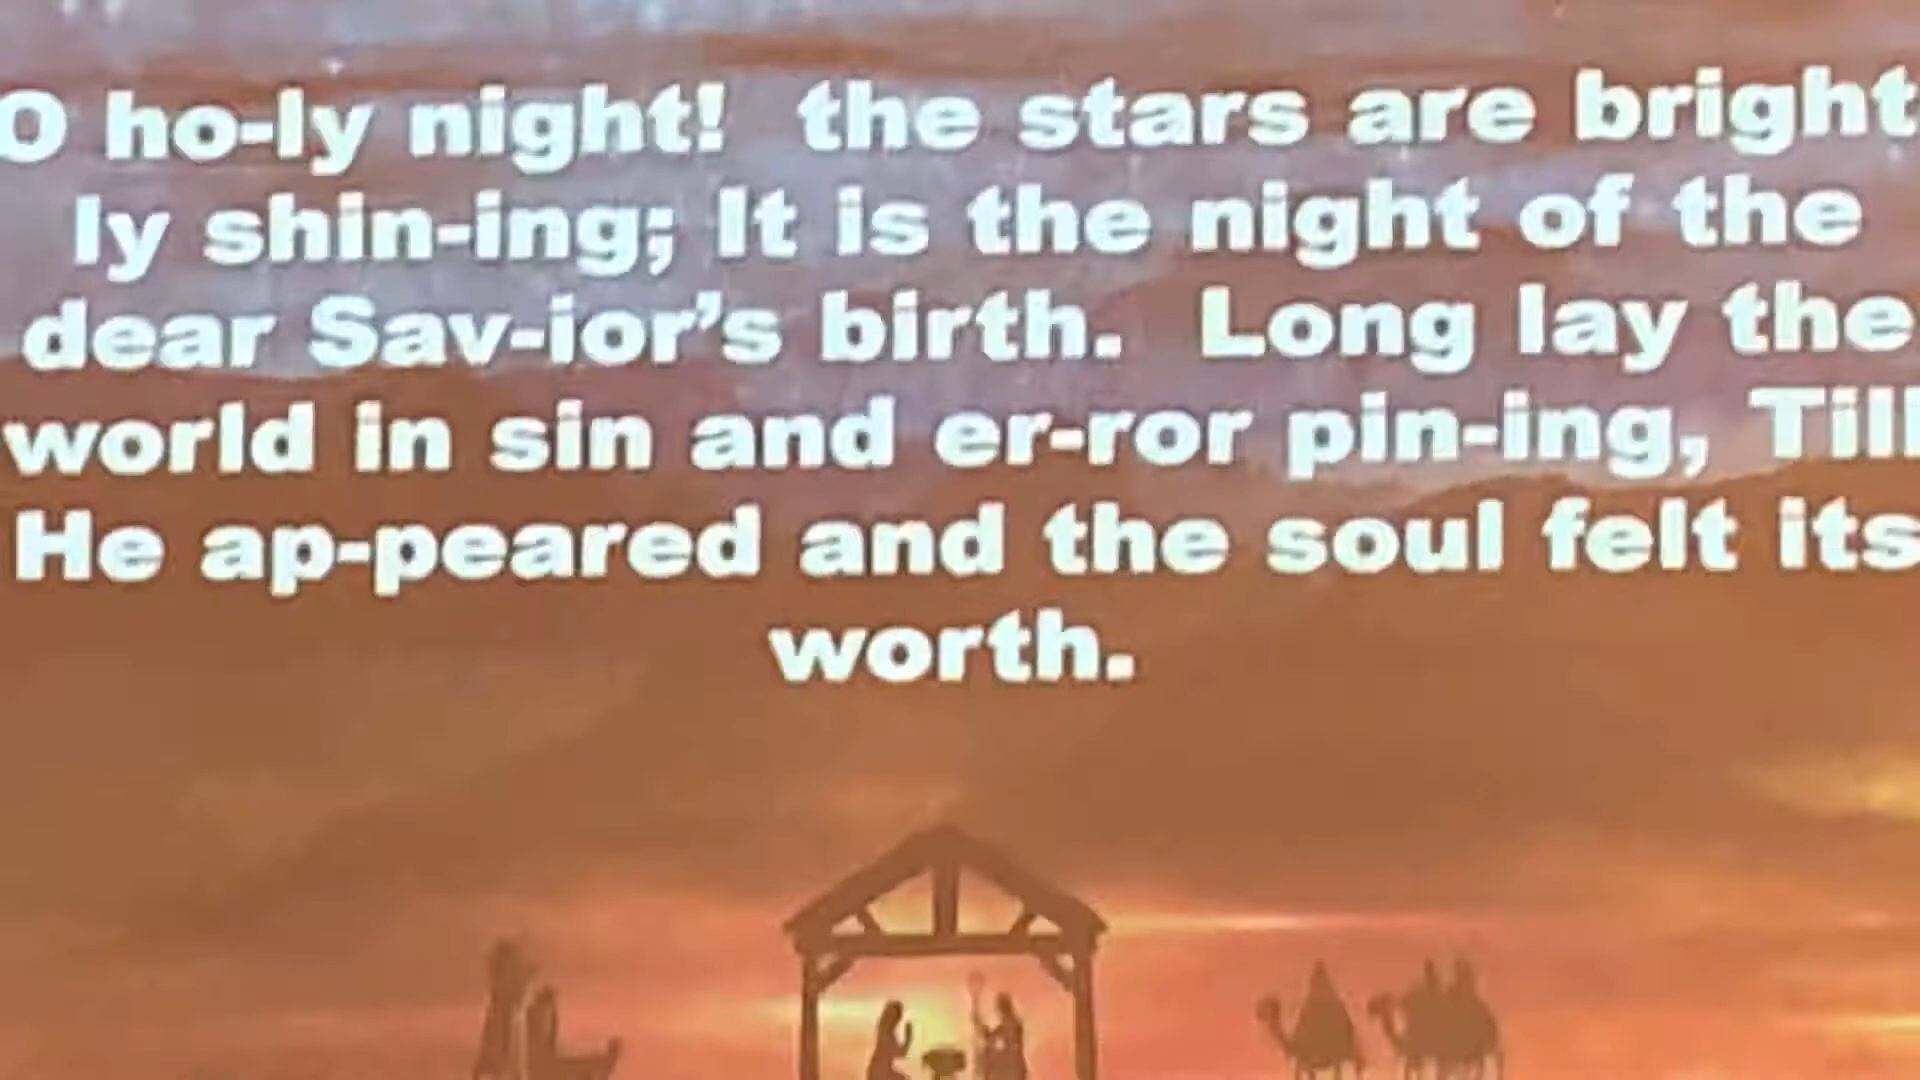 O ho-ly night!  the stars are bright
ly shin-ing; It is the night of the
dear Sav-ior’s birth.  Long lay the
world in sin and er-ror pin-ing, Till
He ap-peared and the soul felt its
worth.